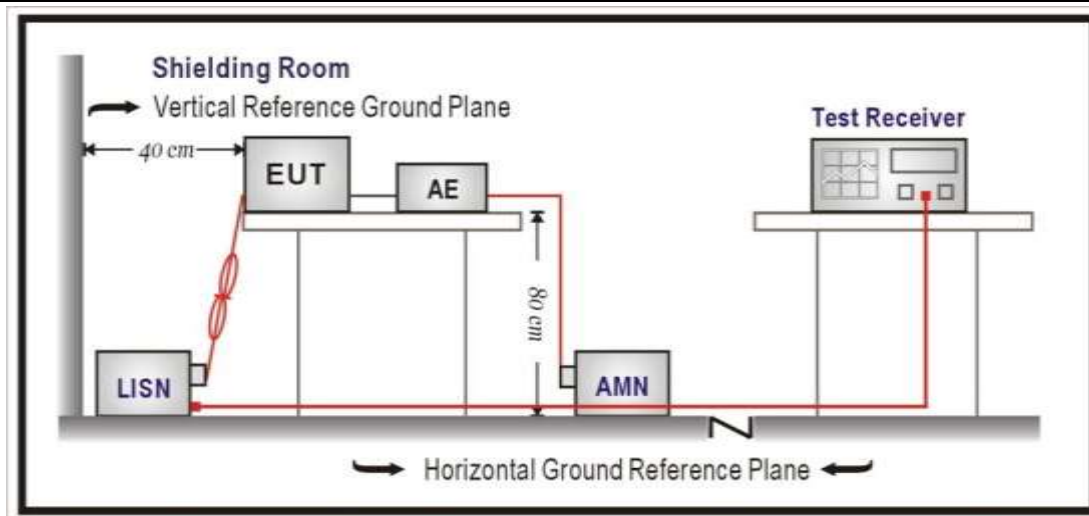 Shielding Room
Vertical Reference Ground Plane
Test Receiver
40 cm
EUT
AE
80 cm
LISN
AMN
Horizontal Ground Reference Plane